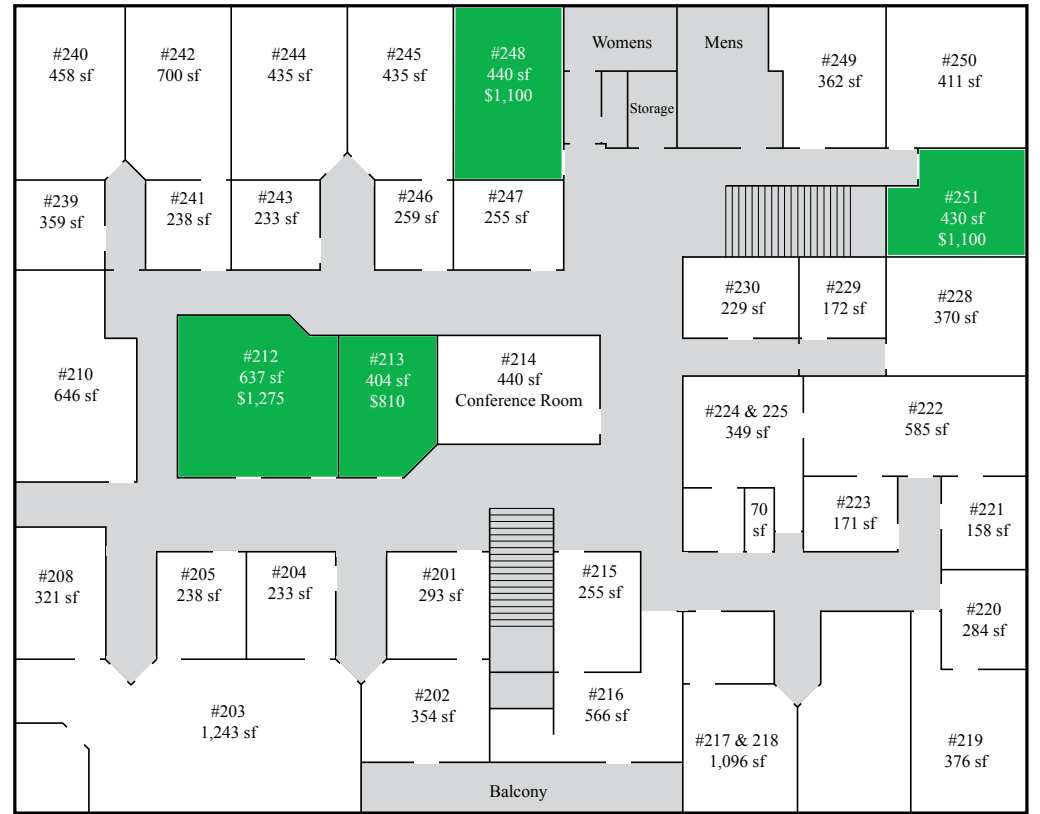 #240
458 sf
#242
700 sf
#244
435 sf
#245
435 sf
#248
440 sf
$1,100
Womens
Mens
Storage
#249
362 sf
#250
411 sf
#239
359 sf
#241
238 sf
#243
233 sf
#246
259 sf
#247
255 sf
#251
430 sf
$1,100
#230
229 sf
#229
172 sf
#228
370 sf
#210
646 sf
#212
637 sf
$1,275
#213
404 sf
$810
#214
440 sf
Conference Room
#224 & 225
349 sf
#222
585 sf
70
sf
#223
171 sf
#221
158 sf
#208
321 sf
#205
238 sf
#204
233 sf
#201
293 sf
#215
255 sf
#220
284 sf
#203
1,243 sf
#202
354 sf
#216
566 sf
#217 & 218
1,096 sf
#219
376 sf
Balcony